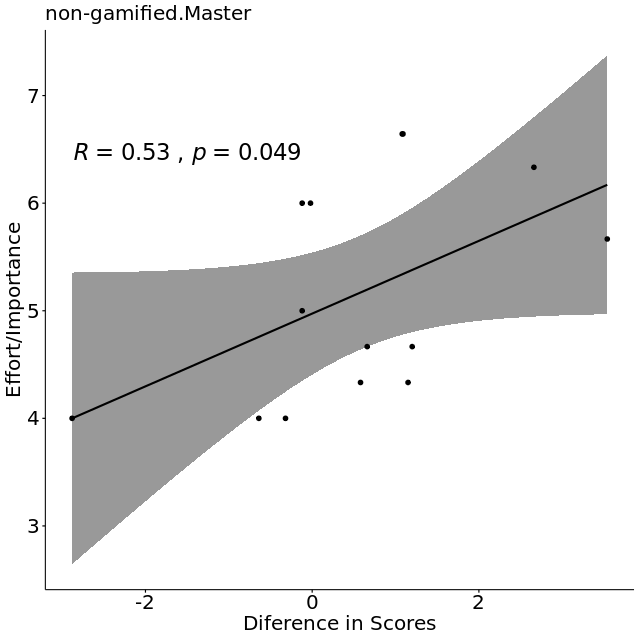 non-gamified.Master
7
R = 0.53 , p = 0.049
6
5
4
3
Effort/Importance
-2 0 2
Diference in Scores